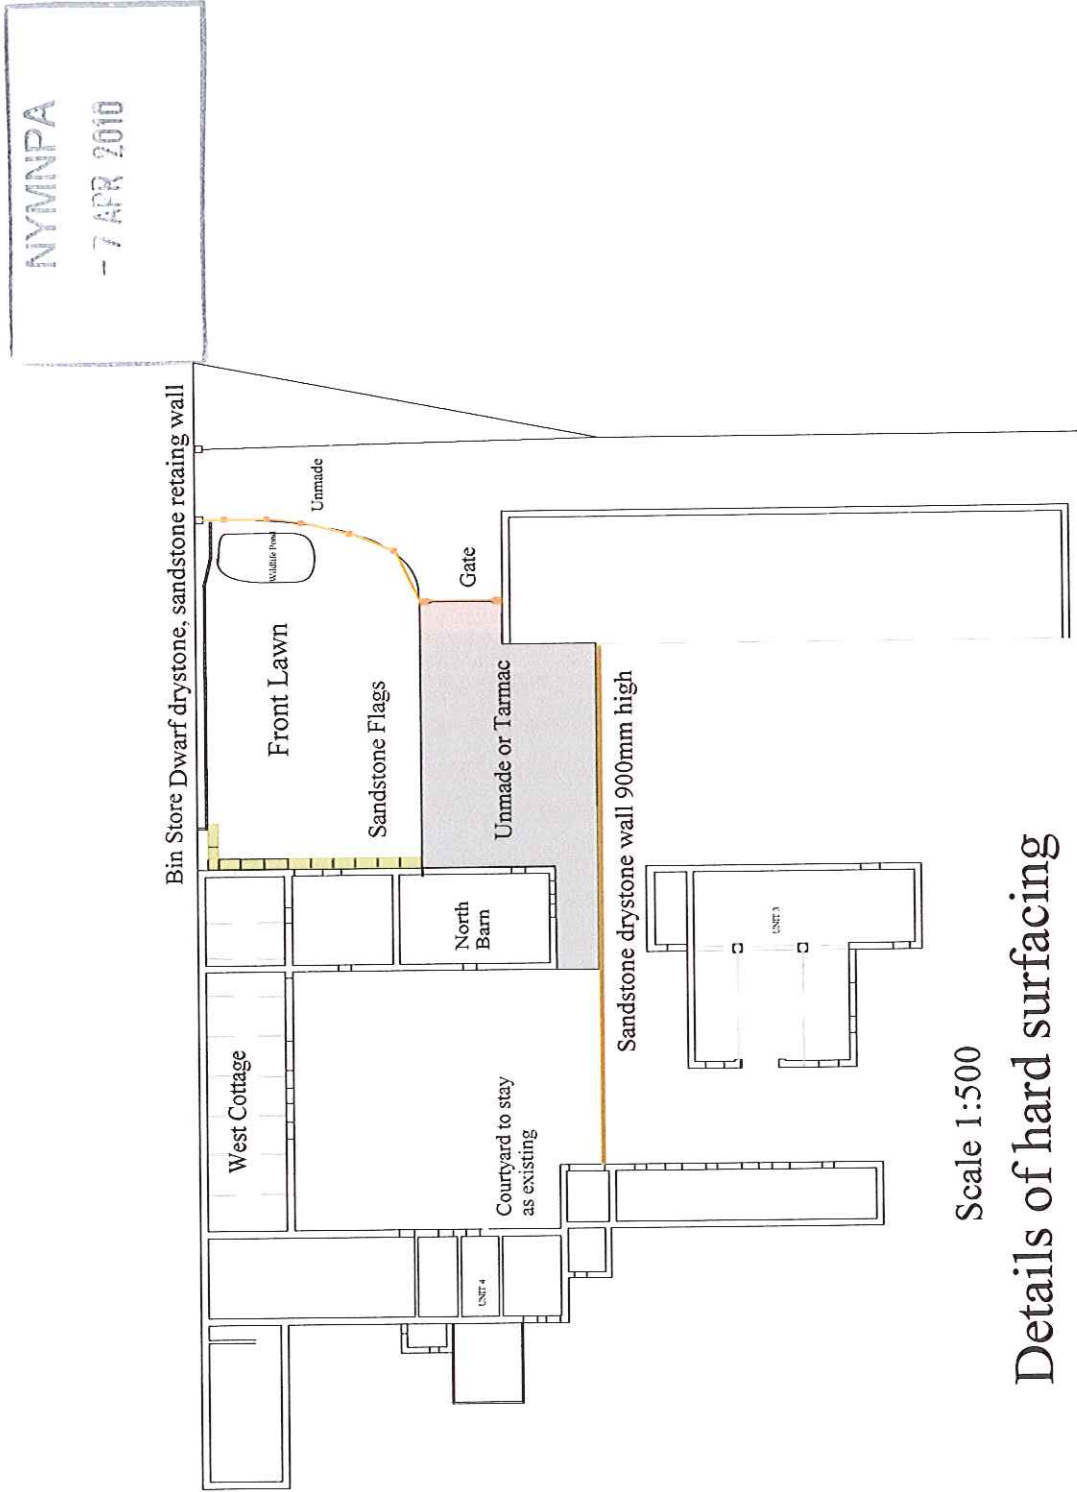 NYMNPA
- 7 APR 2010
Bin Store Dwarf drystone, sandstone retaing wall
Unmade
Wildlife Pond
Gate
Front Lawn
Sandstone Flags
Unmade or Tarmac
Sandstone drystone wall 900mm high
North
Barn
UNIT 3
West Cottage
Courtyard to stay
as existing
UNIT 4
Scale 1:500
Details of hard surfacing